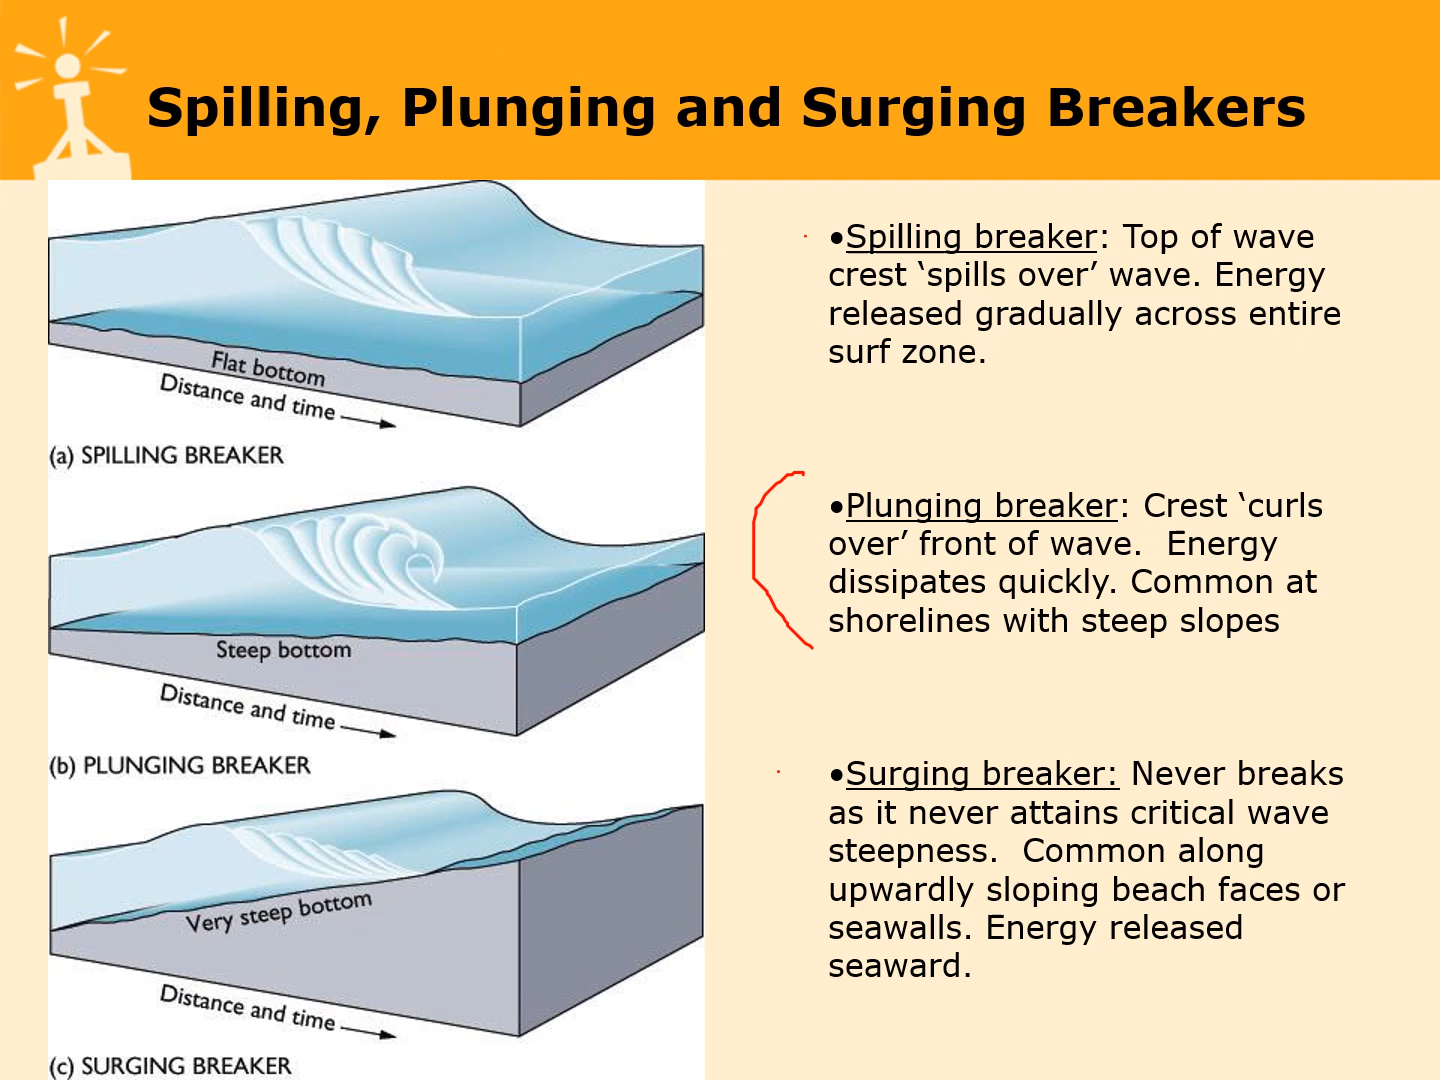 Spilling, Plunging and Surging Breakers
Flat bottom
Distance and time
(a) SPILLING BREAKER
Steep bottom
Distance and time
(b) PLUNGING BREAKER
Very steep bottom
Distance and time
(c) SURGING BREAKER
•Spilling breaker: Top of wave
crest ‘spills over’ wave. Energy
released gradually across entire
surf zone.
•Plunging breaker: Crest ‘curls
over’ front of wave.  Energy
dissipates quickly. Common at
shorelines with steep slopes
•Surging breaker: Never breaks
as it never attains critical wave
steepness.  Common along
upwardly sloping beach faces or
seawalls. Energy released
seaward.